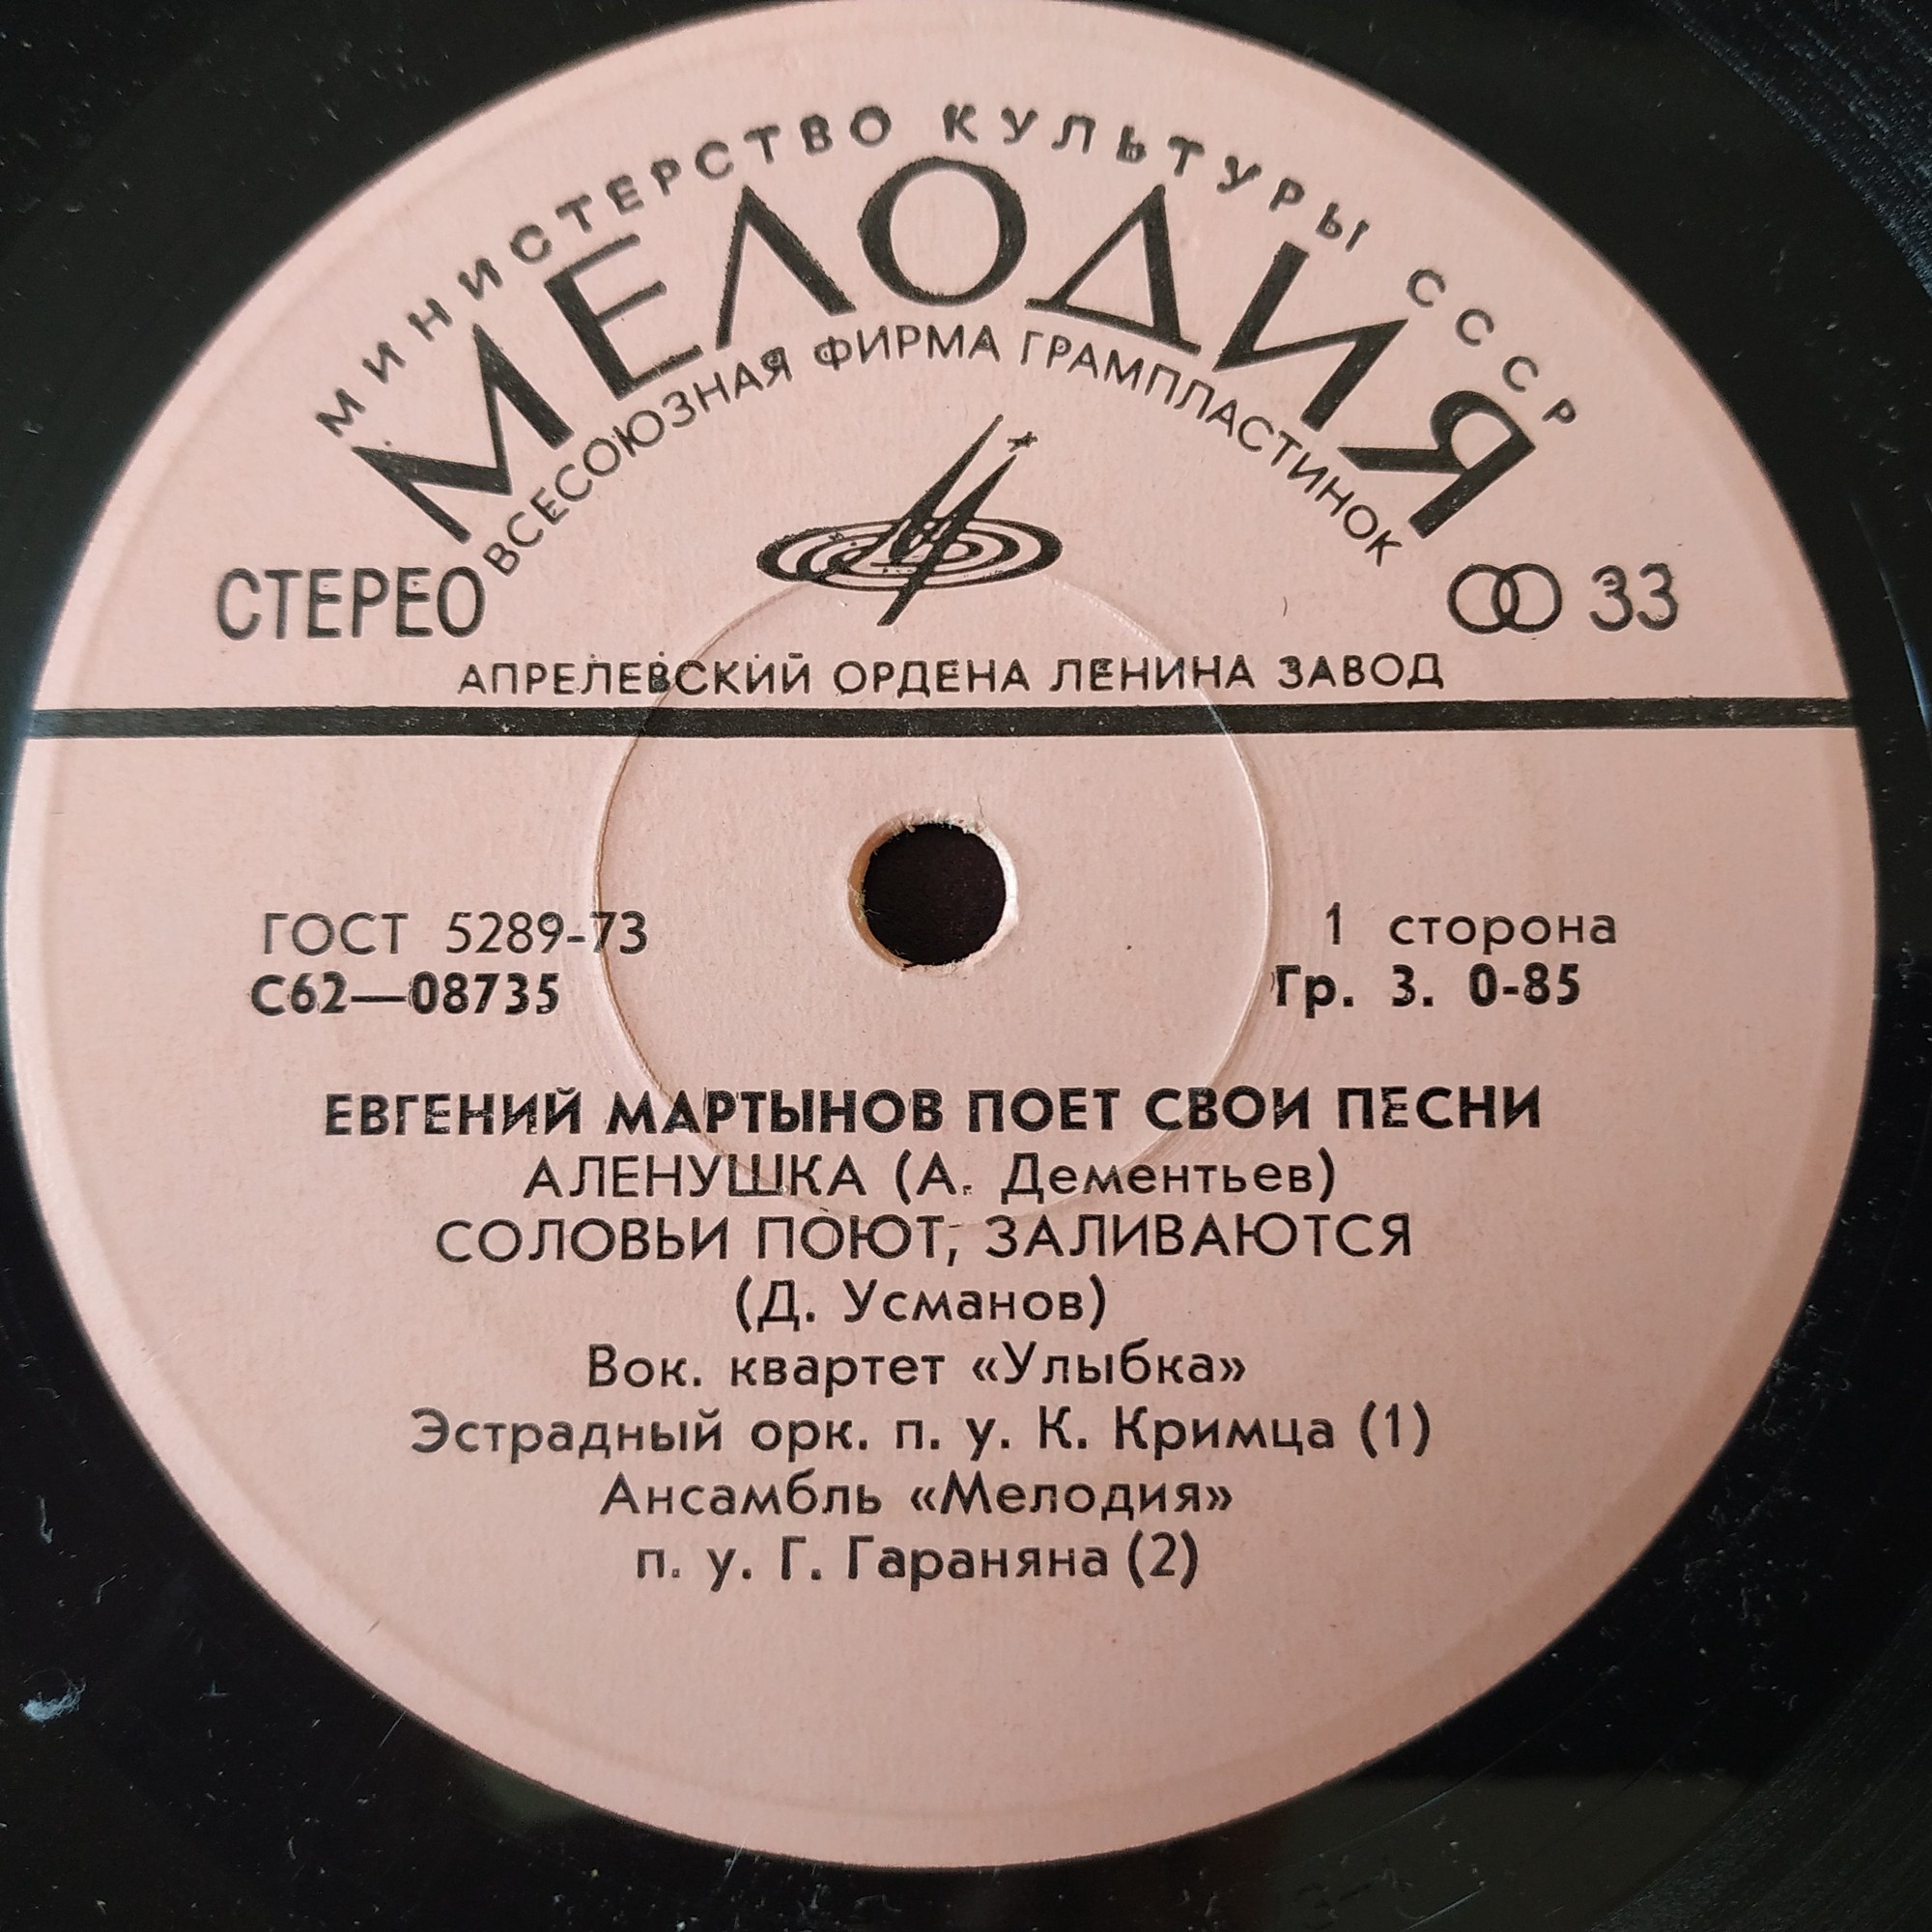 МИНИСТЕРСТВО КУЛЬТУРЫ СССР
МЕЛОДИЯ
ВСЕСОЮЗНАЯ ФИРМА ГРАМПЛАСТИНОК
СТЕРЕО 33
АПРЕЛЕВСКИЙ ОРДЕНА ЛЕНИНА ЗАВОД
ГОСТ 5289-73 1 сторона
С62—08735 Гр. 3. 0-85
ЕВГЕНИЙ МАРТЫНОВ ПОЕТ СВОИ ПЕСНИ
АЛЕНУШКА (А. Дементьев)
СОЛОВЬИ ПОЮТ, ЗАЛИВАЮТСЯ
(Д. Усманов)
Вок. квартет «Улыбка»
Эстрадный орк. п. у. К. Кримца (1)
Ансамбль «Мелодия»
п. у. Г. Гараняна (2)